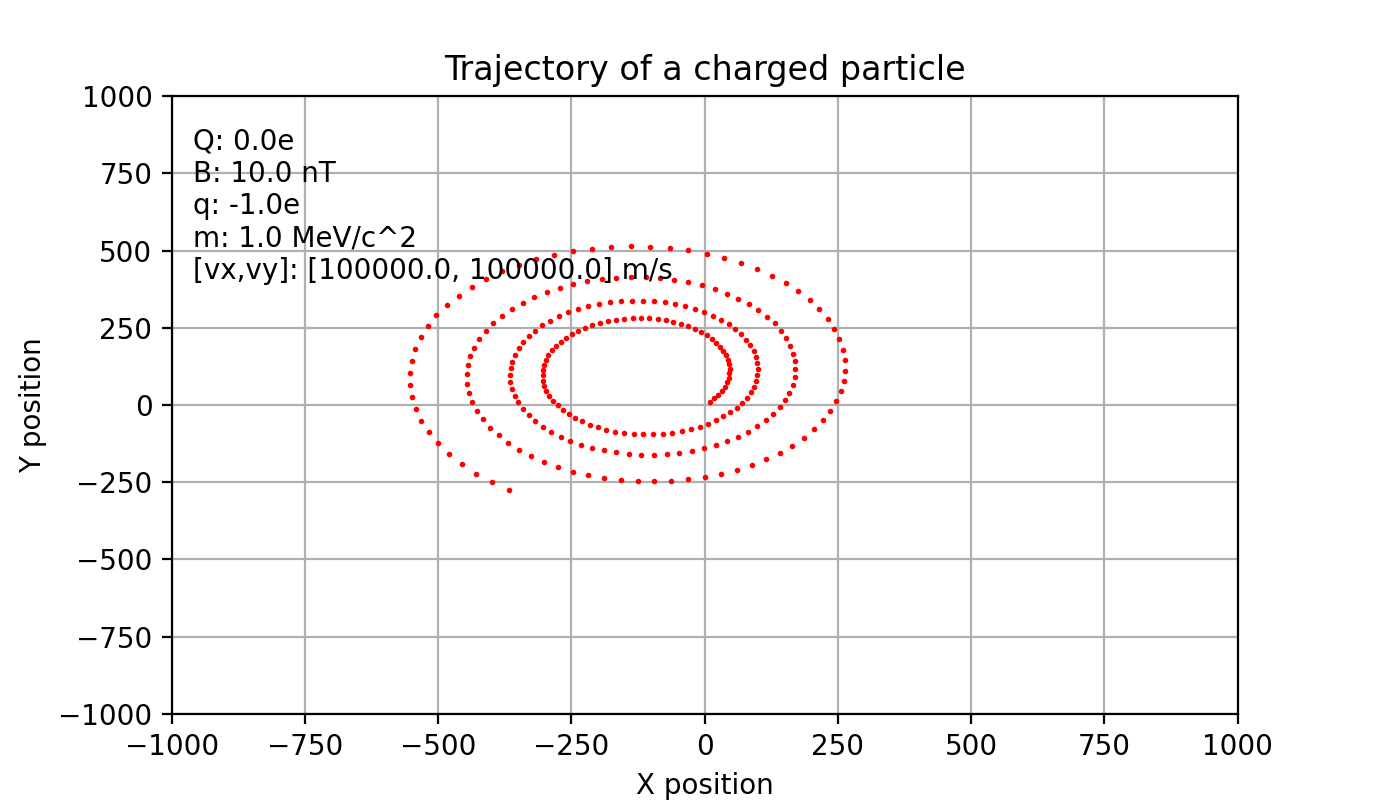 Trajectory of a charged particle
1000
750
500
250
0
−250
−500
−750
−1000
Y position
Q: 0.0e
B: 10.0 nT
q: -1.0e
m: 1.0 MeV/c^2
[vx,vy]: [100000.0, 100000.0] m/s
−1000 −750 −500 −250 0 250 500 750 1000
X position